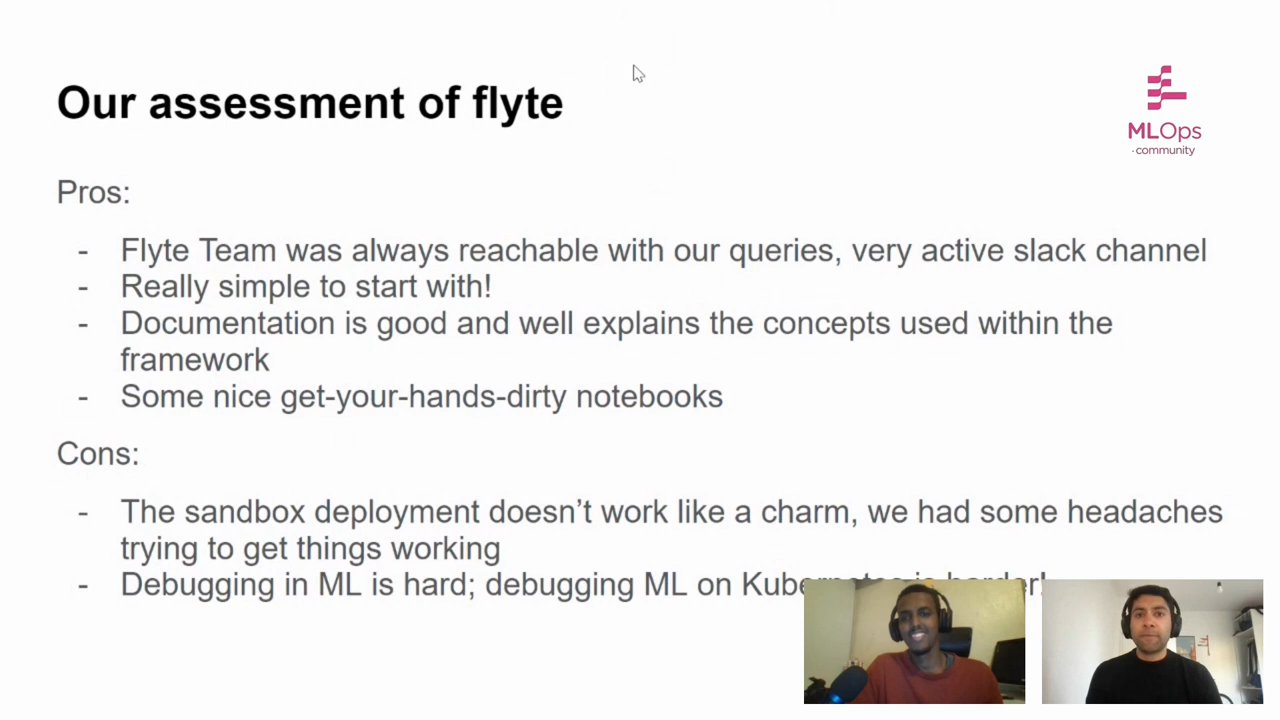 Our assessment of flyte
MLOps
.community
Pros:
- Flyte Team was always reachable with our queries, very active slack channel
- Really simple to start with!
- Documentation is good and well explains the concepts used within the
framework
- Some nice get-your-hands-dirty notebooks
Cons:
- The sandbox deployment doesn’t work like a charm, we had some headaches
trying to get things working
- Debugging in ML is hard; debugging ML on Kubernetes is harder!